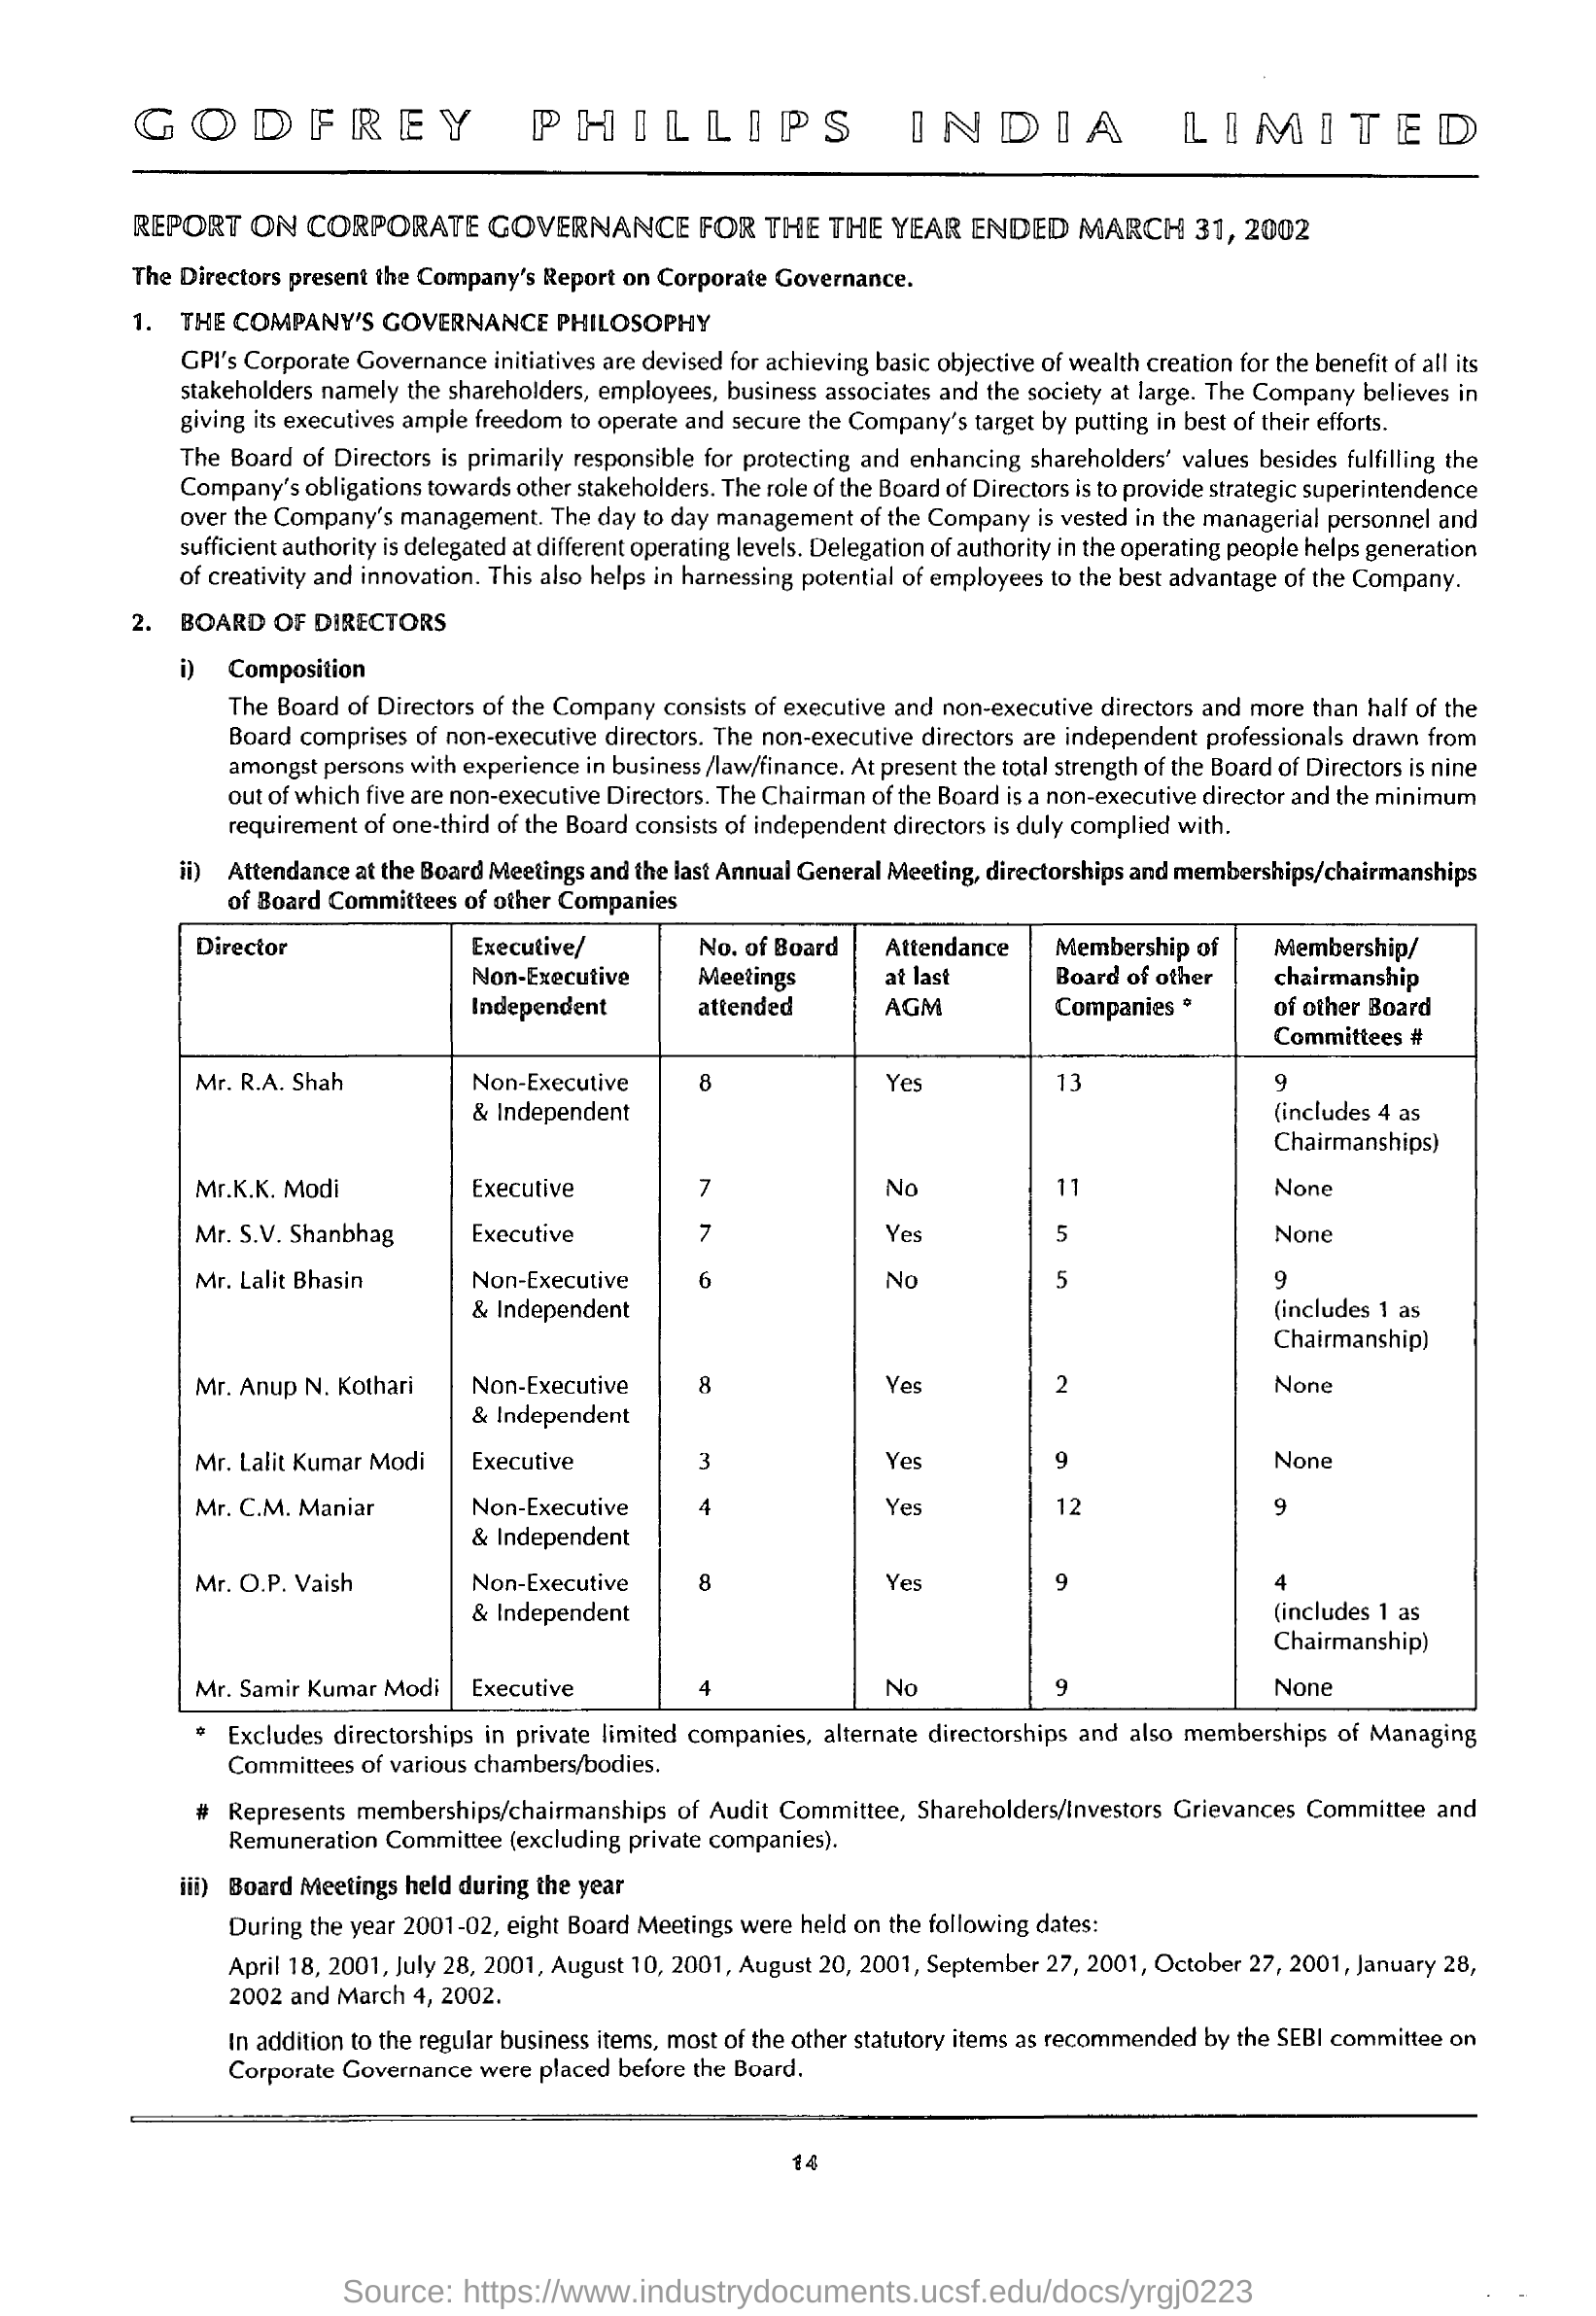 GODFREY PHILLIPS INDIA LIMITED
REPORT ON CORPORATE GOVERNANCE FOR THE THE YEAR ENDED MARCH 31, 2002
The Directors present the Company's Report on Corporate Governance.
1. THE COMPANY'S GOVERNANCE PHILOSOPHY
GPI's Corporate Governance initiatives are devised for achieving basic objective of wealth creation for the benefit of all its
stakeholders namely the shareholders, employees, business associates and the society at large. The Company believes in
giving its executives ample freedom to operate and secure the Company's target by putting in best of their efforts.
The Board of Directors is primarily responsible for protecting and enhancing shareholders' values besides fulfilling the
Company's obligations towards other stakeholders. The role of the Board of Directors is to provide strategic superintendence
over the Company's management. The day to day management of the Company is vested in the managerial personnel and
sufficient authority is delegated at different operating levels. Delegation of authority in the operating people helps generation
of creativity and innovation. This also helps in harnessing potential of employees to the best advantage of the Company.
2. BOARD OF DIRECTORS
i) Composition
The Board of Directors of the Company consists of executive and non-executive directors and more than half of the
Board comprises of non-executive directors. The non-executive directors are independent professionals drawn from
amongst persons with experience in business /law/finance. At present the total strength of the Board of Directors is nine
out of which five are non-executive Directors. The Chairman of the Board is a non-executive director and the minimum
requirement of one-third of the Board consists of independent directors is duly complied with.
ii) Attendance at the Board Meetings and the last Annual General Meeting, directorships and memberships/chairmanships
of Board Committees of other Companies
Director Executive/ No. of Board Attendance Membership of Membership/
Non-Executive Meetings at last Board of other chairmanship
Independent attended AGM Companies * of other Board
Committees #
Mr. R.A. Shah Non-Executive 8 Yes 13 9
& Independent (includes 4 as
Chairmanships)
Mr.K.K. Modi Executive 7 No 11 None
Mr. S.V. Shanbhag Executive 7 Yes 5 None
Mr. Lalit Bhasin Non-Executive 6 No 5 9
& Independent (includes 1 as
Chairmanship)
Mr. Anup N. Kothari Non-Executive 8 Yes 2 None
& Independent
Mr. Lalit Kumar Modi Executive 3 Yes 9 None
Mr. C.M. Maniar Non-Executive 4 Yes 12 9
& Independent
Mr. O.P. Vaish Non-Executive 8 Yes 9 4
& Independent (includes 1 as
Chairmanship)
Mr. Samir Kumar Modi Executive 4 No 9 None
* Excludes directorships in private limited companies, alternate directorships and also memberships of Managing
Committees of various chambers/bodies.
# Represents memberships/chairmanships of Audit Committee, Shareholders/Investors Grievances Committee and
Remuneration Committee (excluding private companies).
iii) Board Meetings held during the year
During the year 2001-02, eight Board Meetings were held on the following dates:
April 18, 2001, July 28, 2001, August 10, 2001, August 20, 2001, September 27, 2001, October 27, 2001, January 28,
2002 and March 4, 2002.
In addition to the regular business items, most of the other statutory items as recommended by the SEBI committee on
Corporate Governance were placed before the Board.
14
Source: https://www.industrydocuments.ucsf.edu/docs/yrgj0223